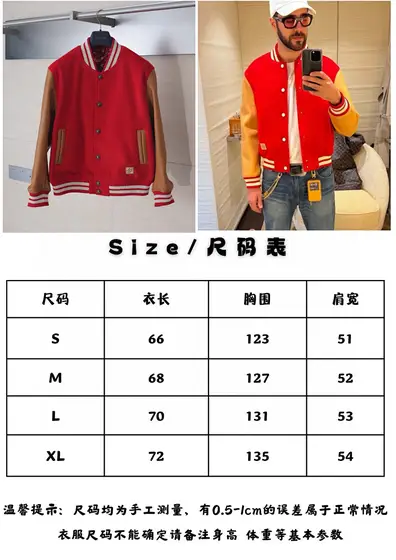 Size/尺码表
尺码 衣长 胸围 肩宽
S 66 123 51
M 68 127 52
L 70 131 53
XL 72 135 54
温馨提示：尺码均为手工测量，有0.5-1cm的误差属于正常情况
衣服尺码不能确定请备注身高 体重等基本参数